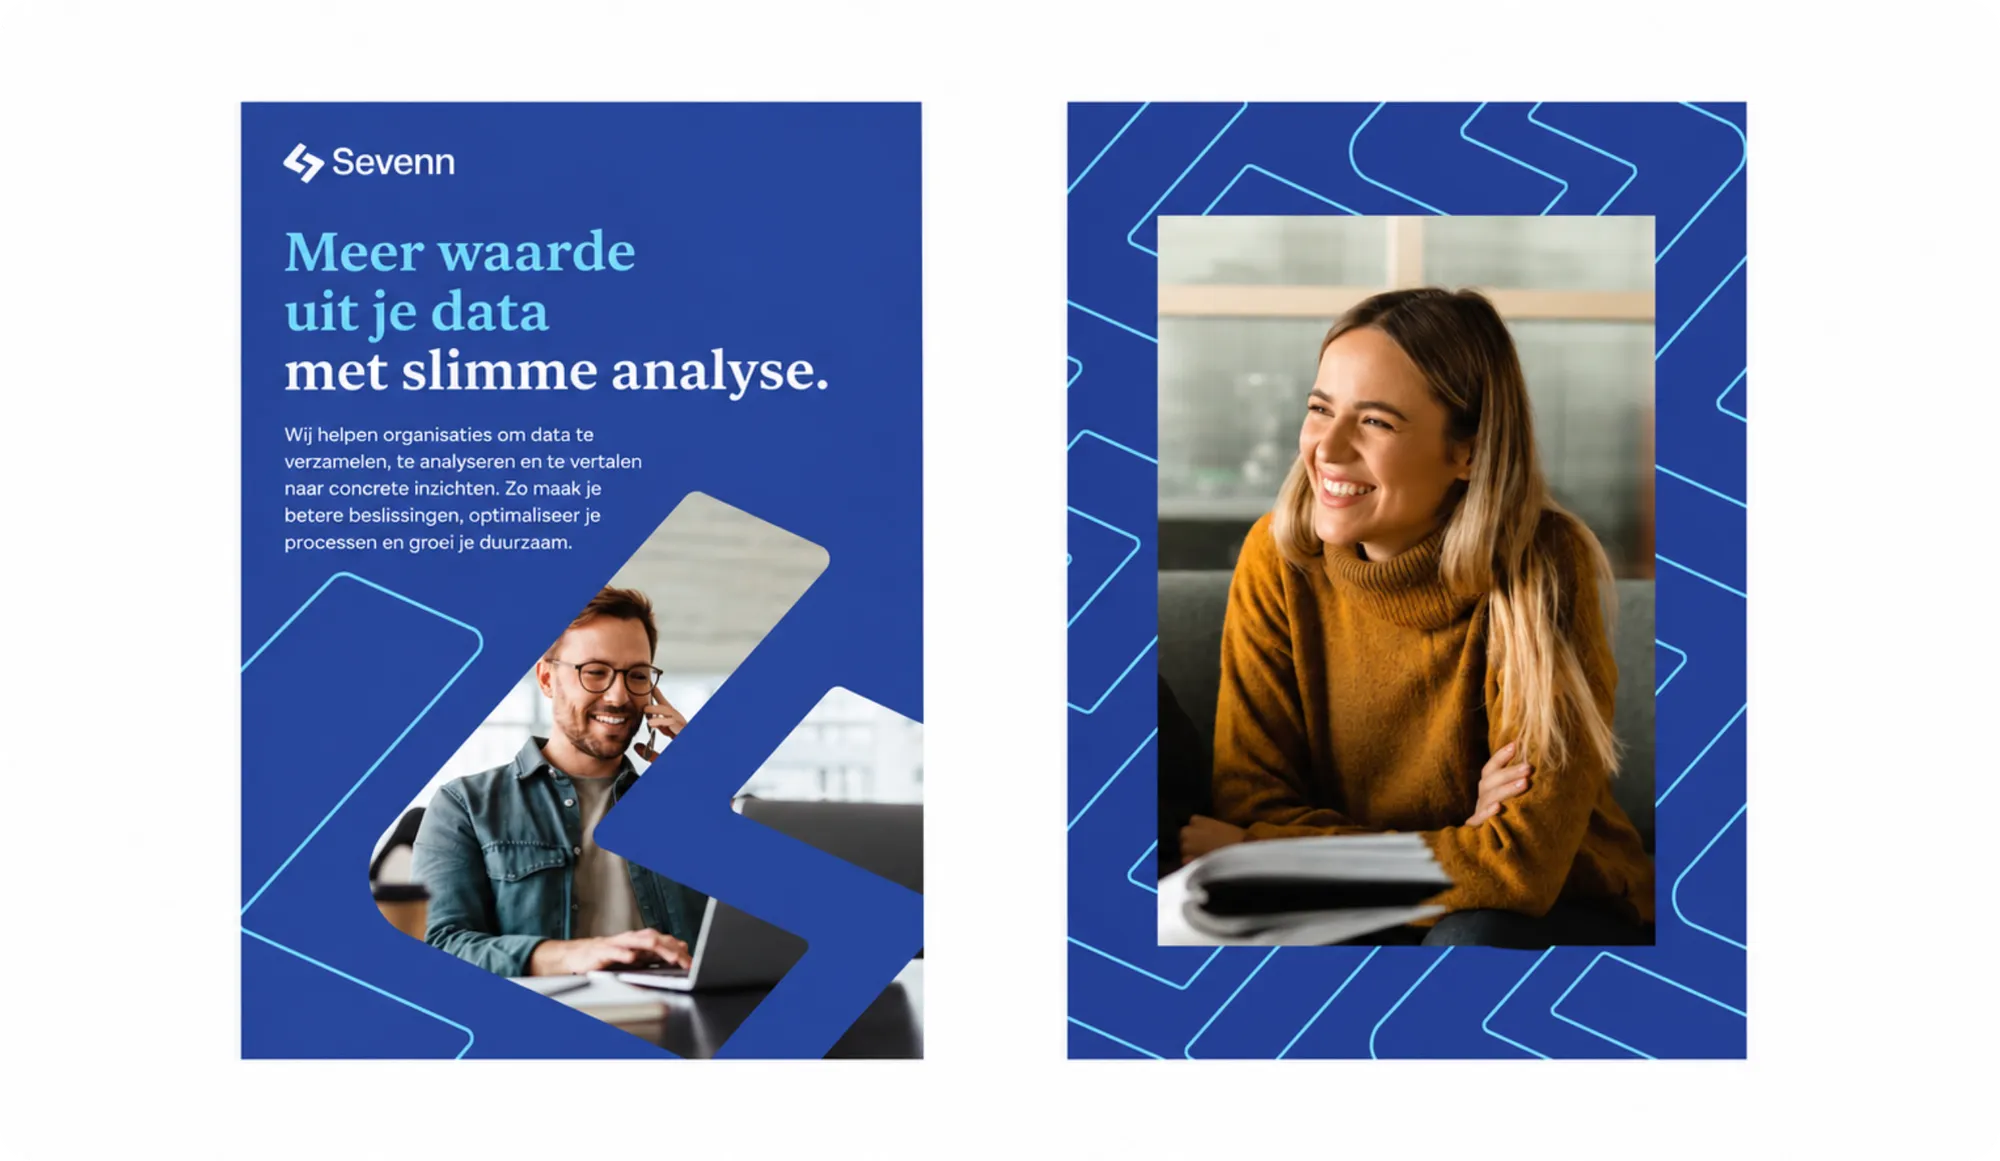 Sevenn
Meer waarde
uit je data
met slimme analyse.
Wij helpen organisaties om data te
verzamelen, te analyseren en te vertalen
naar concrete inzichten. Zo maak je
betere beslissingen, optimaliseer je
processen en groei je duurzaam.